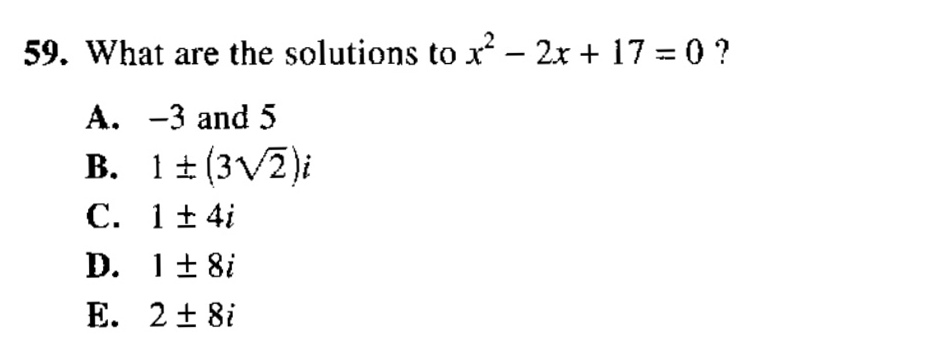 59. What are the solutions to x² – 2x + 17 = 0 ?
A. –3 and 5
B. 1 ± (3√2)i
C. 1 ± 4i
D. 1 ± 8i
E. 2 ± 8i